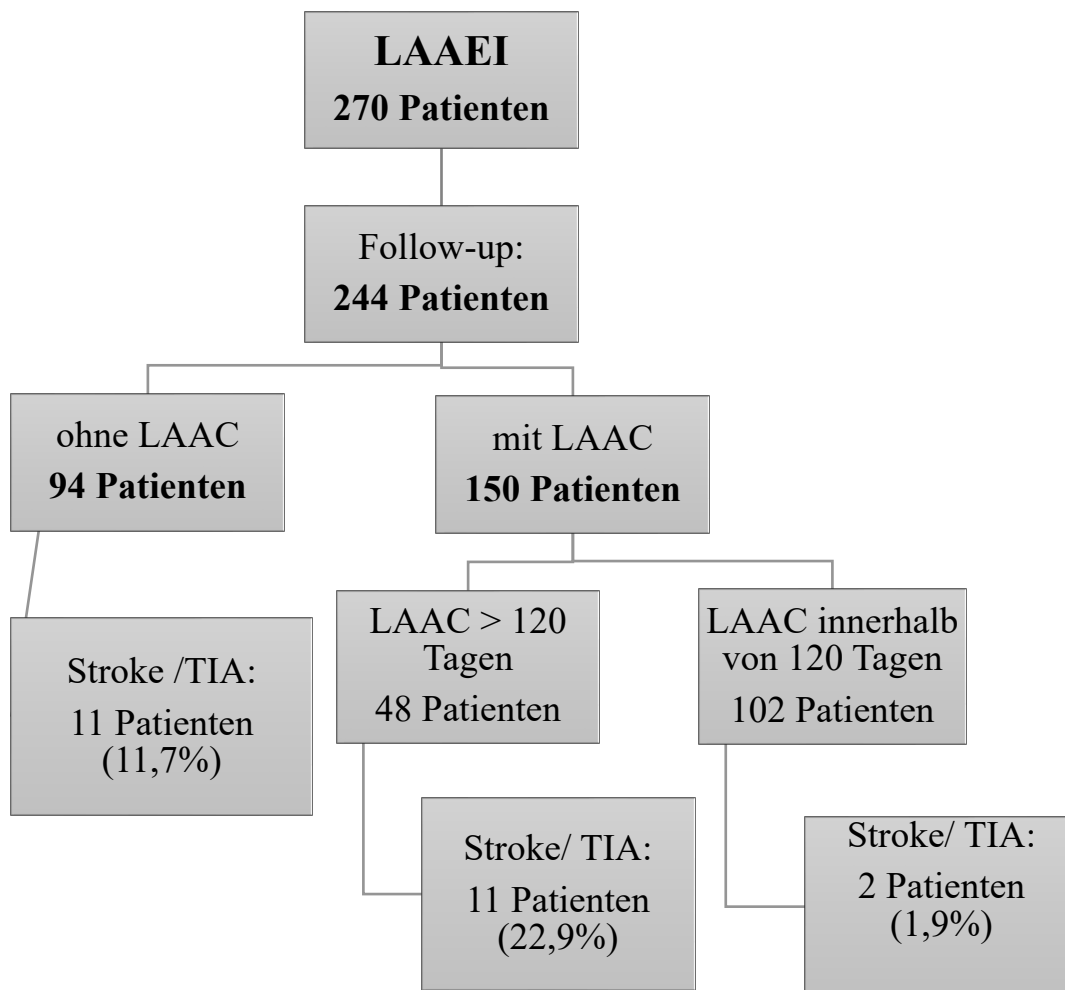 LAAEI
270 Patienten
Follow-up:
244 Patienten
ohne LAAC
94 Patienten
mit LAAC
150 Patienten
Stroke /TIA:
11 Patienten
(11,7%)
LAAC > 120
Tagen
48 Patienten
LAAC innerhalb
von 120 Tagen
102 Patienten
Stroke/ TIA:
11 Patienten
(22,9%)
Stroke/ TIA:
2 Patienten
(1,9%)